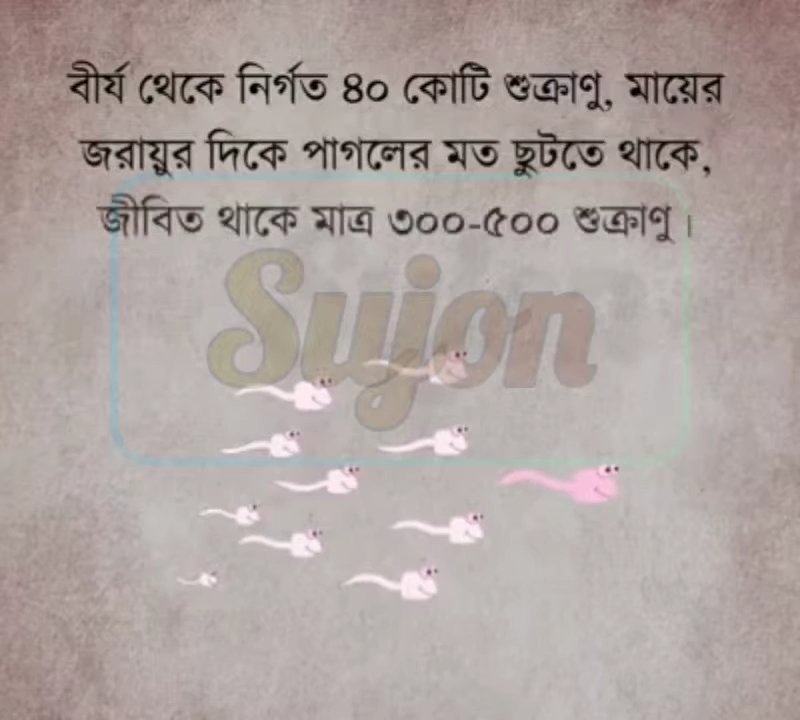 বীর্য থেকে নির্গত ৪০ কোটি শুক্রাণু, মায়ের
জরায়ুর দিকে পাগলের মত ছুটতে থাকে,
জীবিত থাকে মাত্র ৩০০-৫০০ শুক্রাণু।
Sujon